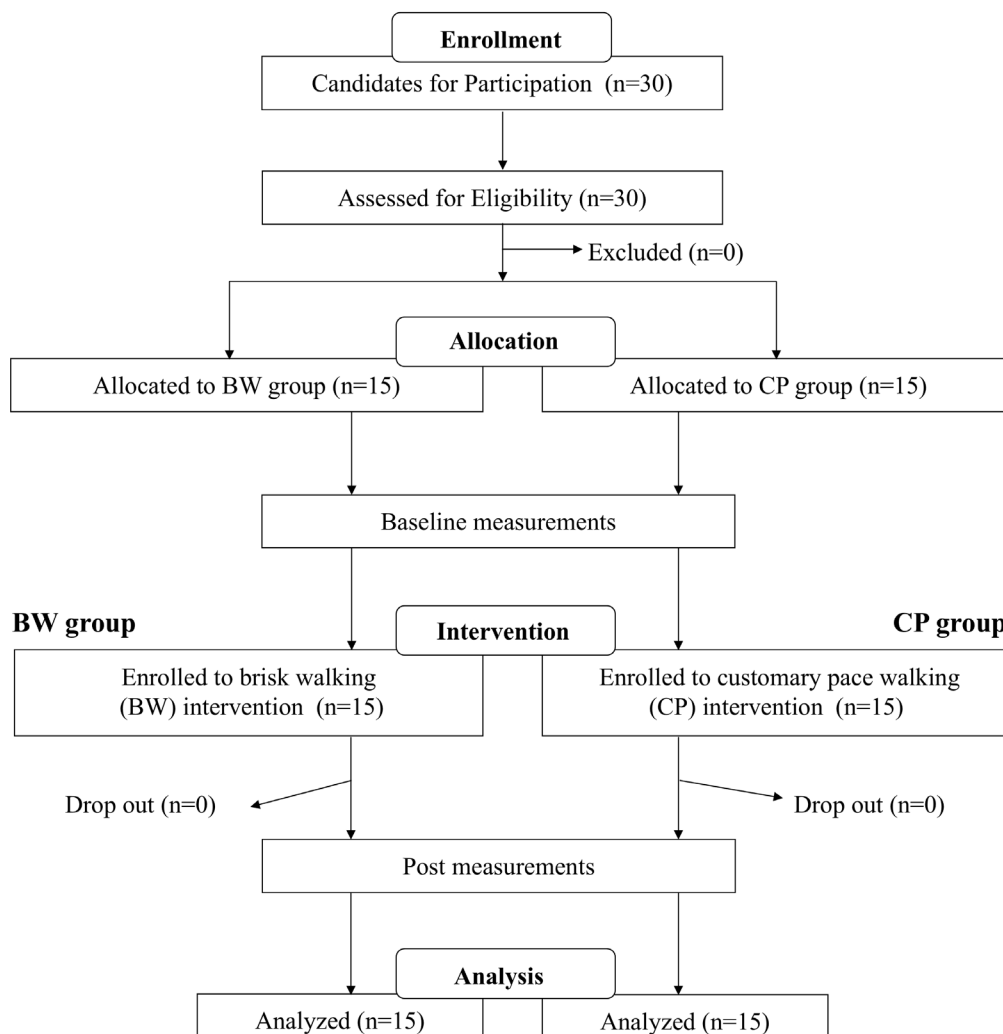 Enrollment
Candidates for Participation (n=30)
Assessed for Eligibility (n=30)
Excluded (n=0)
Allocation
Allocated to BW group (n=15)
Allocated to CP group (n=15)
Baseline measurements
BW group
Intervention
CP group
Enrolled to brisk walking
(BW) intervention (n=15)
Enrolled to customary pace walking
(CP) intervention (n=15)
Drop out (n=0)
Drop out (n=0)
Post measurements
Analysis
Analyzed (n=15)
Analyzed (n=15)